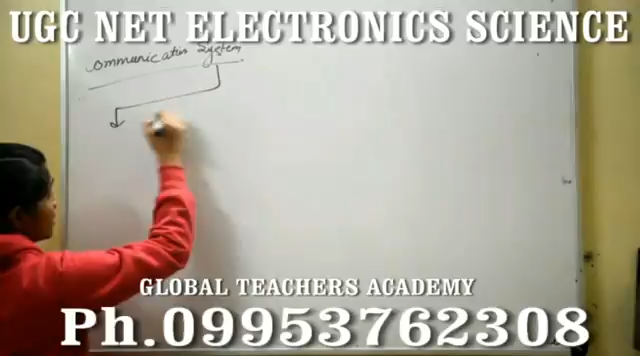 UGC NET ELECTRONICS SCIENCE
Communication System
GLOBAL TEACHERS ACADEMY
Ph.09953762308